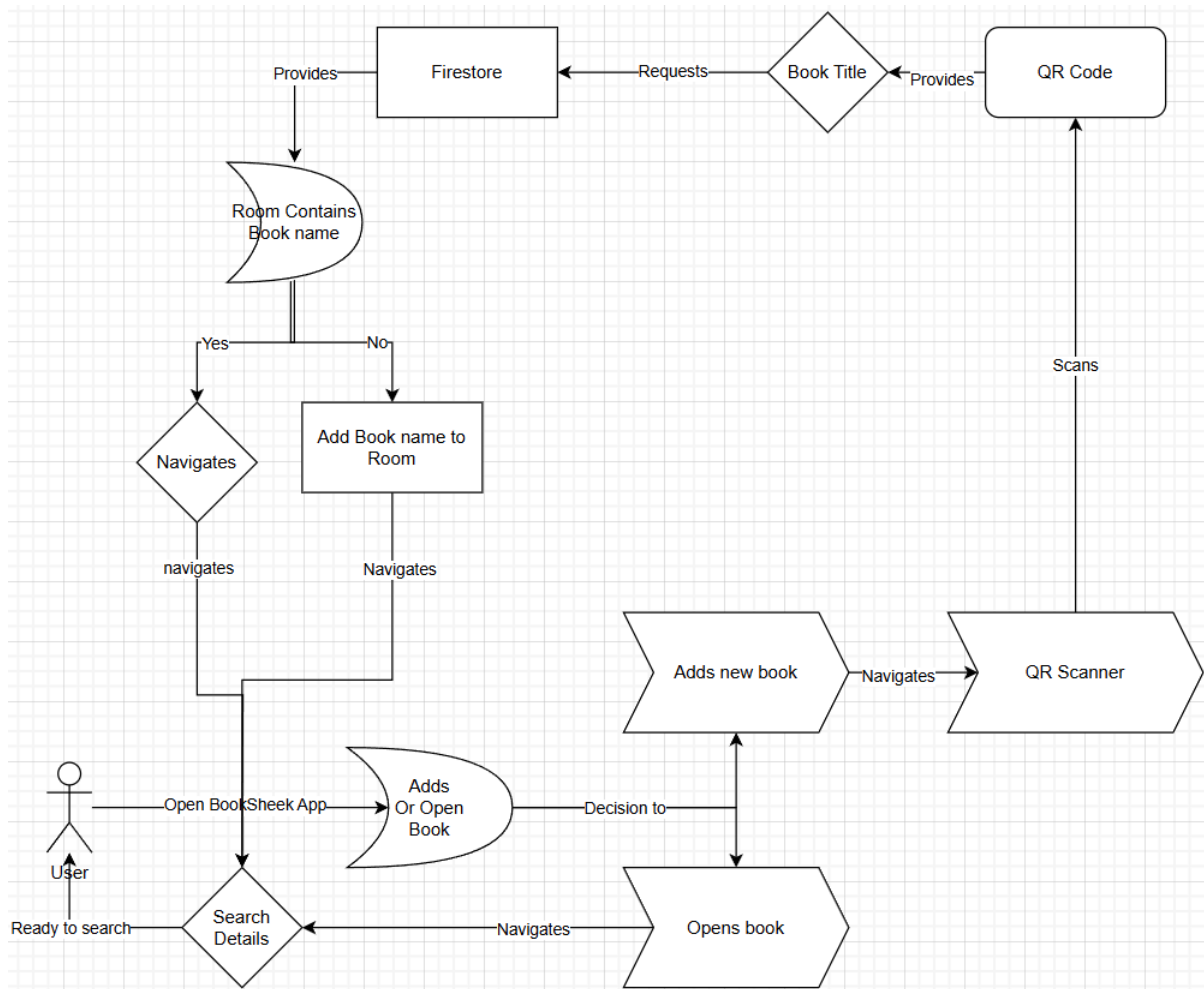 Firestore
Book Title
QR Code
Provides
Requests
Provides
Room Contains
Book name
Yes
No
Scans
Navigates
Add Book name to
Room
navigates
Navigates
Adds new book
Navigates
QR Scanner
Open BookSheek App
Adds
Or Open
Book
Decision to
User
Search
Details
Ready to search
Navigates
Opens book